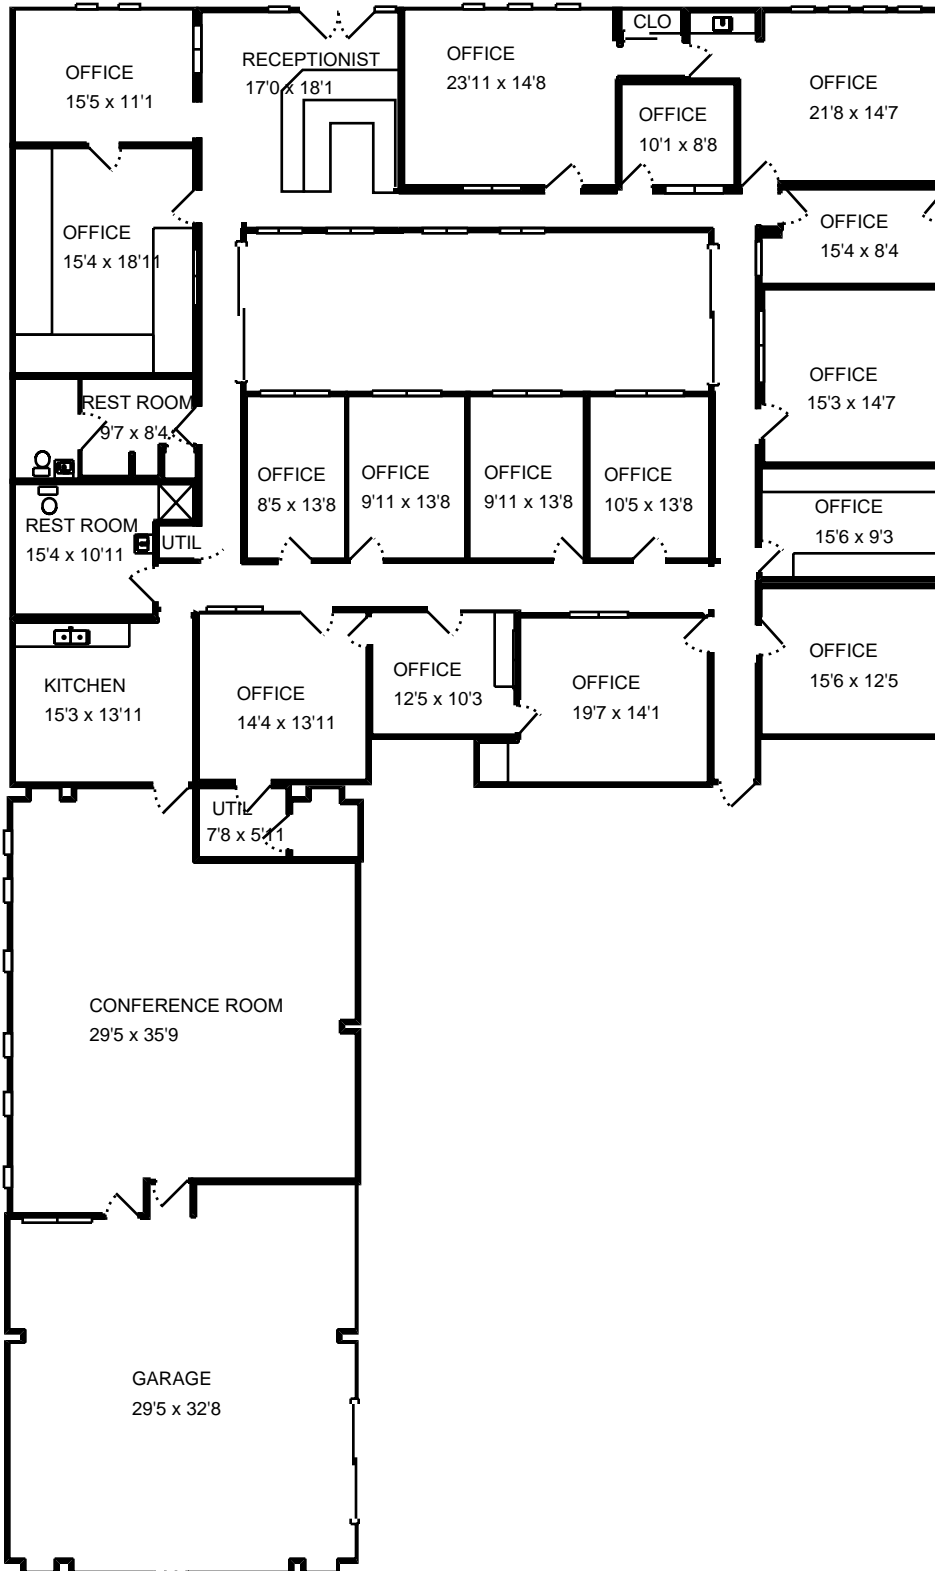 OFFICE
15'5 x 11'1
RECEPTIONIST
17'0 x 18'1
OFFICE
23'11 x 14'8
CLO
OFFICE
10'1 x 8'8
OFFICE
21'8 x 14'7
OFFICE
15'4 x 18'11
OFFICE
15'4 x 8'4
OFFICE
15'3 x 14'7
REST ROOM
9'7 x 8'4
OFFICE
8'5 x 13'8
OFFICE
9'11 x 13'8
OFFICE
9'11 x 13'8
OFFICE
10'5 x 13'8
OFFICE
15'6 x 9'3
REST ROOM
15'4 x 10'11
UTIL
KITCHEN
15'3 x 13'11
OFFICE
14'4 x 13'11
OFFICE
12'5 x 10'3
OFFICE
19'7 x 14'1
OFFICE
15'6 x 12'5
UTIL
7'8 x 5'11
CONFERENCE ROOM
29'5 x 35'9
GARAGE
29'5 x 32'8